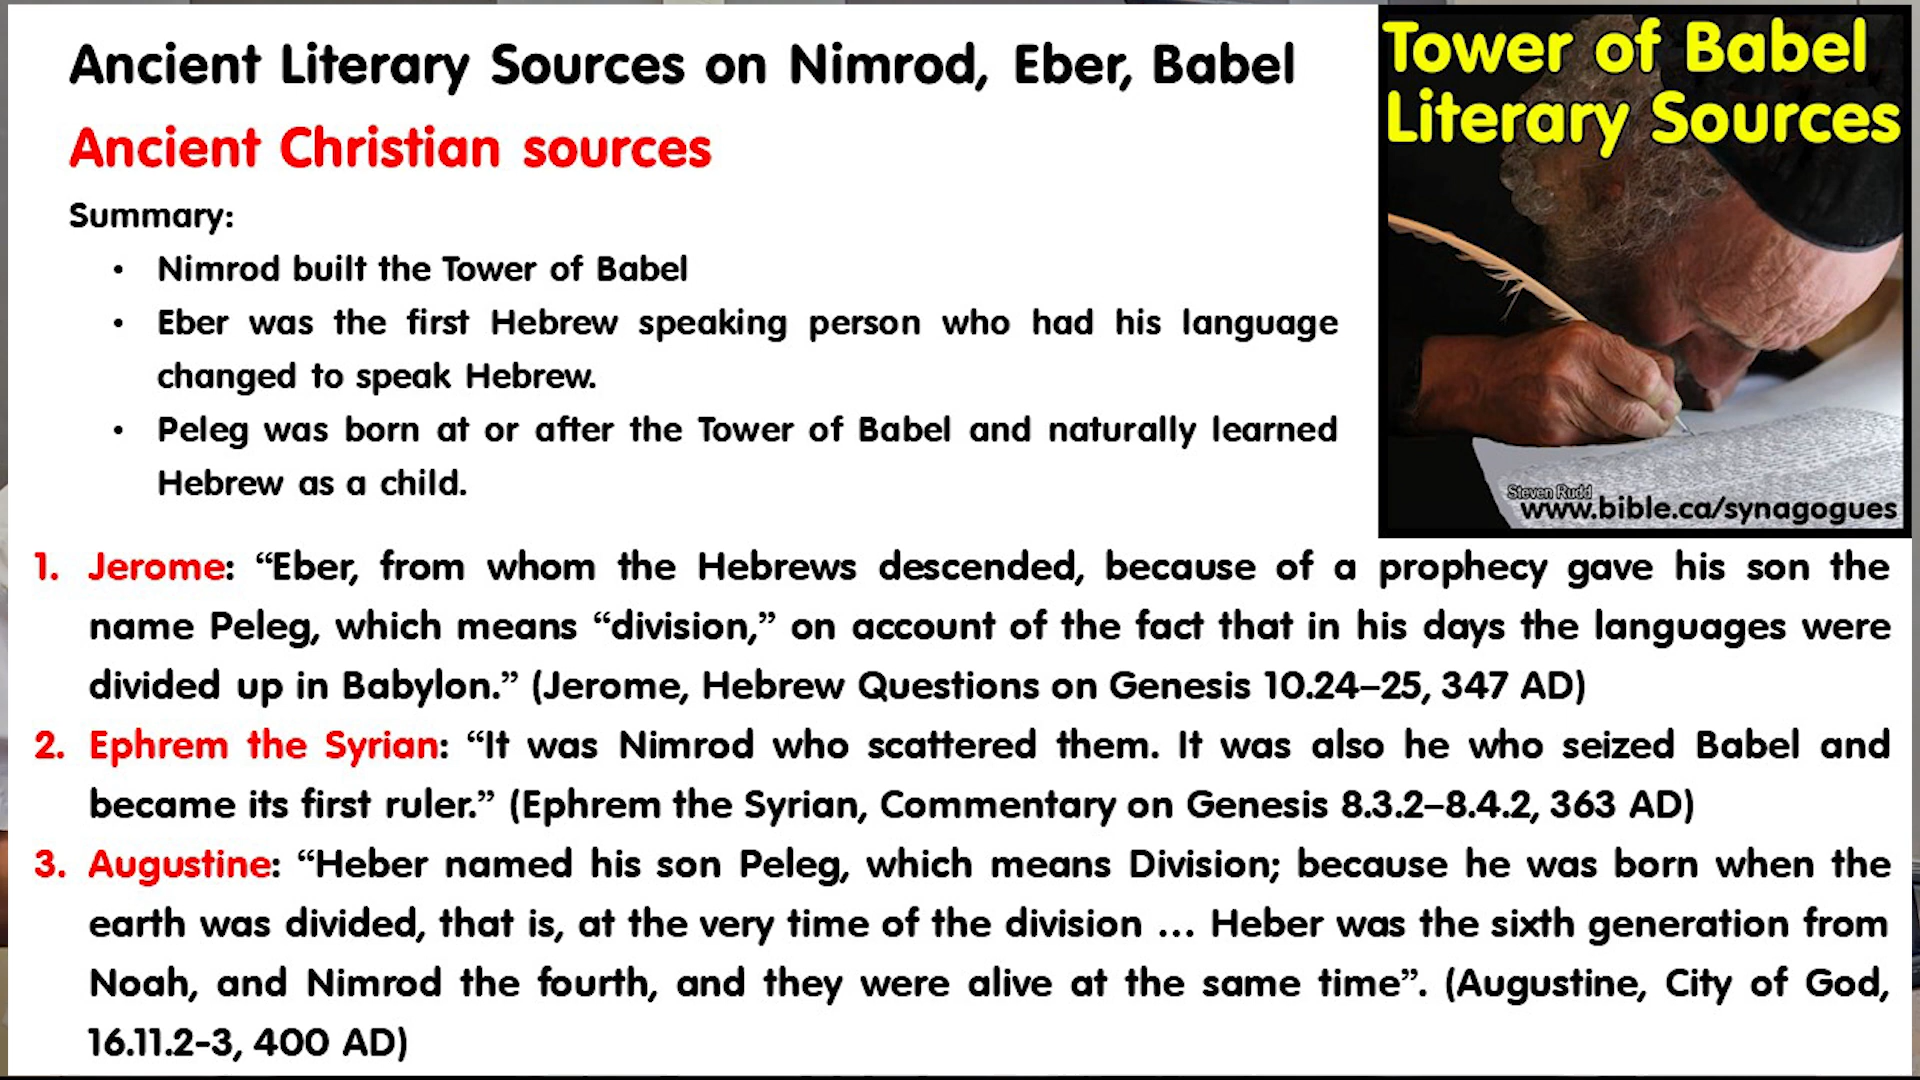 Ancient Literary Sources on Nimrod, Eber, Babel
Ancient Christian sources
Summary:
• Nimrod built the Tower of Babel
• Eber was the first Hebrew speaking person who had his language
changed to speak Hebrew.
• Peleg was born at or after the Tower of Babel and naturally learned
Hebrew as a child.
Tower of Babel
Literary Sources
Steven Rudd
www.bible.ca/synagogues
1. Jerome: “Eber, from whom the Hebrews descended, because of a prophecy gave his son the
name Peleg, which means “division,” on account of the fact that in his days the languages were
divided up in Babylon.” (Jerome, Hebrew Questions on Genesis 10.24–25, 347 AD)
2. Ephrem the Syrian: “It was Nimrod who scattered them. It was also he who seized Babel and
became its first ruler.” (Ephrem the Syrian, Commentary on Genesis 8.3.2–8.4.2, 363 AD)
3. Augustine: “Heber named his son Peleg, which means Division; because he was born when the
earth was divided, that is, at the very time of the division … Heber was the sixth generation from
Noah, and Nimrod the fourth, and they were alive at the same time”. (Augustine, City of God,
16.11.2-3, 400 AD)